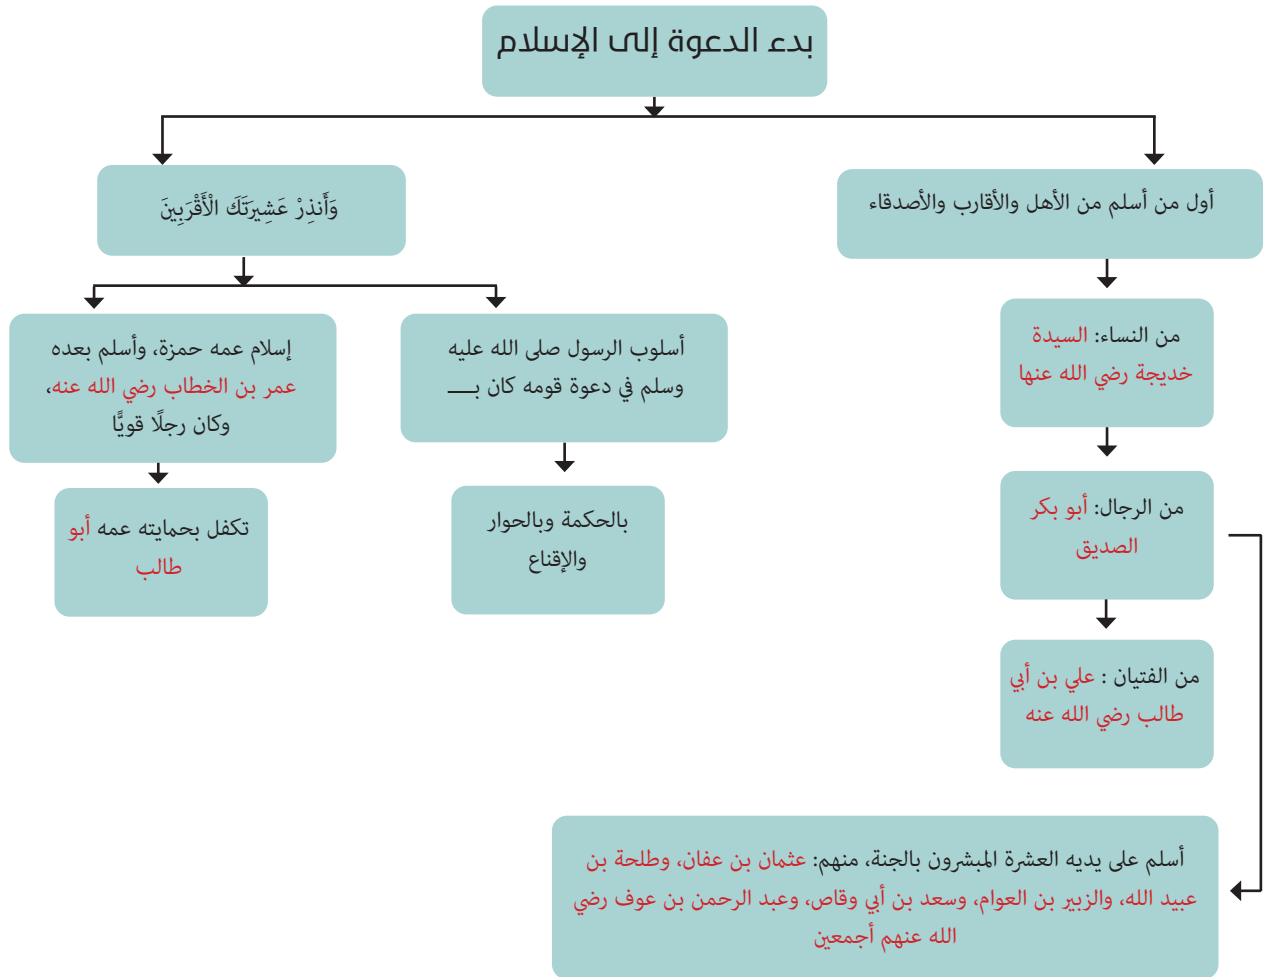 بدء الدعوة إلى الإسلام
أول من أسلم من الأهل والأقارب والأصدقاء
من النساء: السيدة
خديجة رضي الله عنها
من الرجال: أبو بكر
الصديق
من الفتيان : علي بن أبي
طالب رضي الله عنه
أسلم على يديه العشرة المبشرون بالجنة، منهم: عثمان بن عفان، وطلحة بن
عبيد الله، والزبير بن العوام، وسعد بن أبي وقاص، وعبد الرحمن بن عوف رضي
الله عنهم أجمعين
وَأَنذِرْ عَشِيرَتَكَ الْأَقْرَبِينَ
أسلوب الرسول صلى الله عليه
وسلم في دعوة قومه كان بـــ
بالحكمة وبالحوار
والإقناع
إسلام عمه حمزة، وأسلم بعده
عمر بن الخطاب رضي الله عنه،
وكان رجلًا قويًّا
تكفل بحمايته عمه أبو
طالب